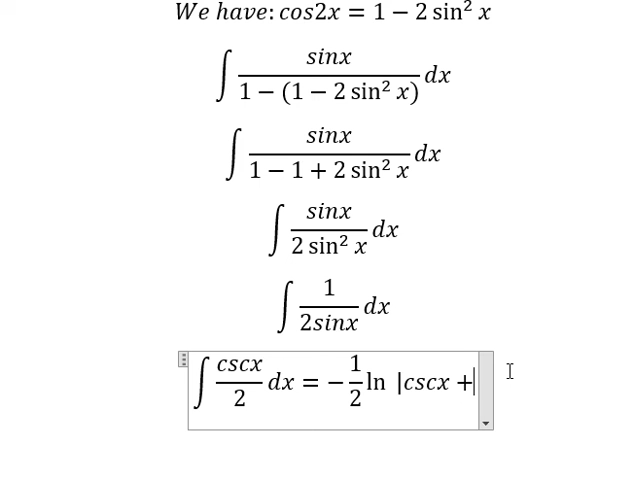 We have: cos2x = 1 − 2 sin² x
∫ sinx / (1 − (1 − 2 sin² x)) dx
∫ sinx / (1 − 1 + 2 sin² x) dx
∫ sinx / (2 sin² x) dx
∫ 1 / (2sinx) dx
∫ cscx / 2 dx = − 1/2 ln |cscx +